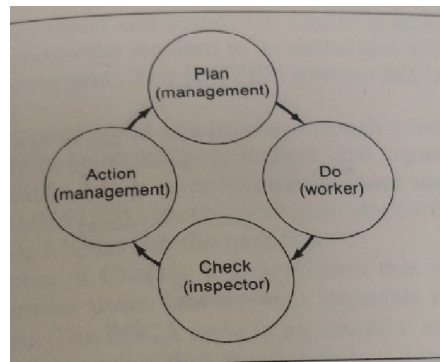 Plan
(management)
Do
(worker)
Check
(inspector)
Action
(management)